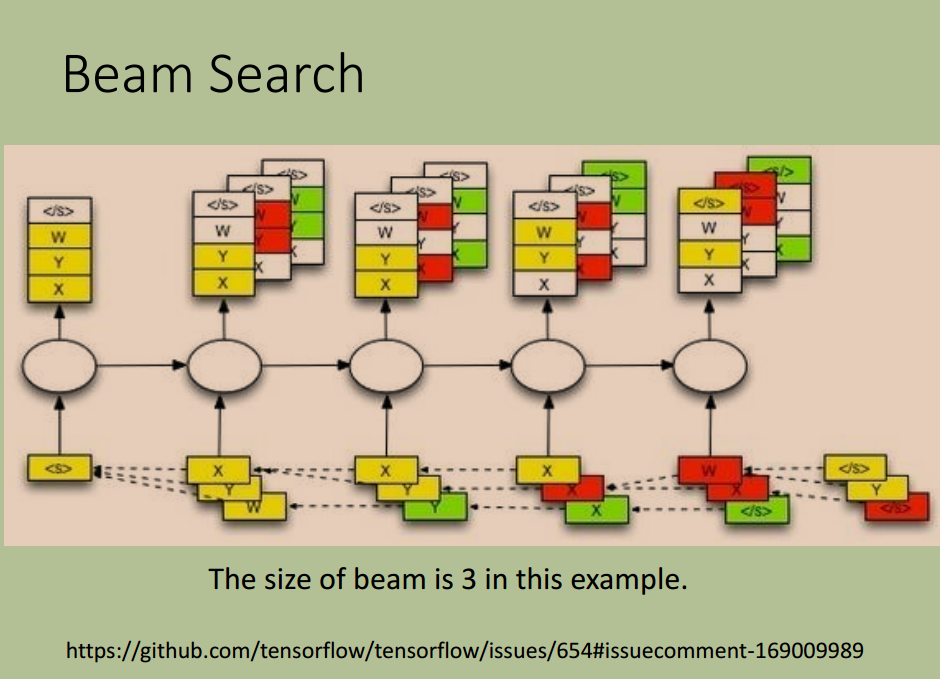 Beam Search
</s>
W
Y
X
</s>
W
Y
X
</s>
W
Y
X
</s>
W
Y
X
</s>
W
Y
X
</s>
W
Y
X
</s>
W
Y
X
</s>
W
Y
X
</s>
W
Y
X
</s>
W
Y
X
</s>
W
Y
X
</s>
W
Y
X
</s>
W
Y
X
<s>
X
Y
W
X
Y
Y
X
X
X
W
X
</s>
</s>
Y
</s>
The size of beam is 3 in this example.
https://github.com/tensorflow/tensorflow/issues/654#issuecomment-169009989